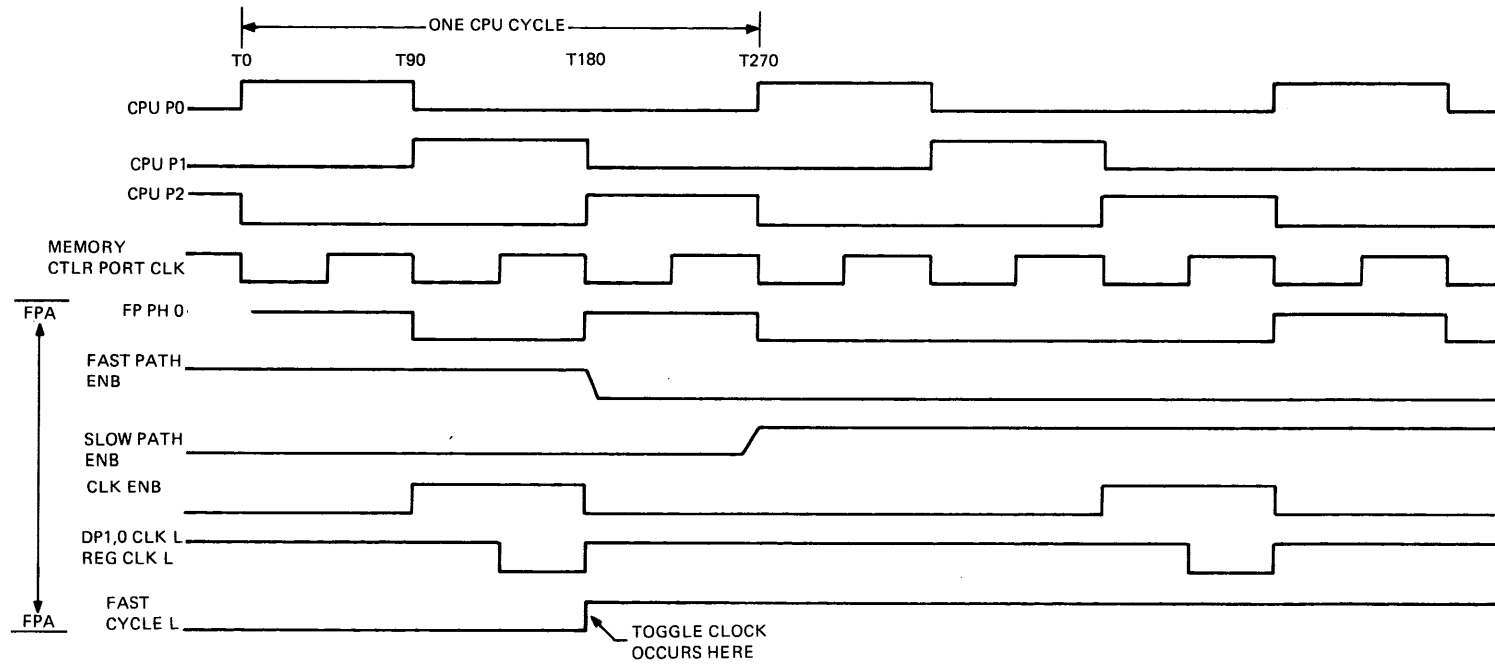 ONE CPU CYCLE
T0 T90 T180 T270
CPU P0
CPU P1
CPU P2
MEMORY
CTLR PORT CLK
FPA
FP PH 0
FAST PATH
ENB
SLOW PATH
ENB
CLK ENB
DP1,0 CLK L
REG CLK L
FAST
CYCLE L
FPA
TOGGLE CLOCK
OCCURS HERE